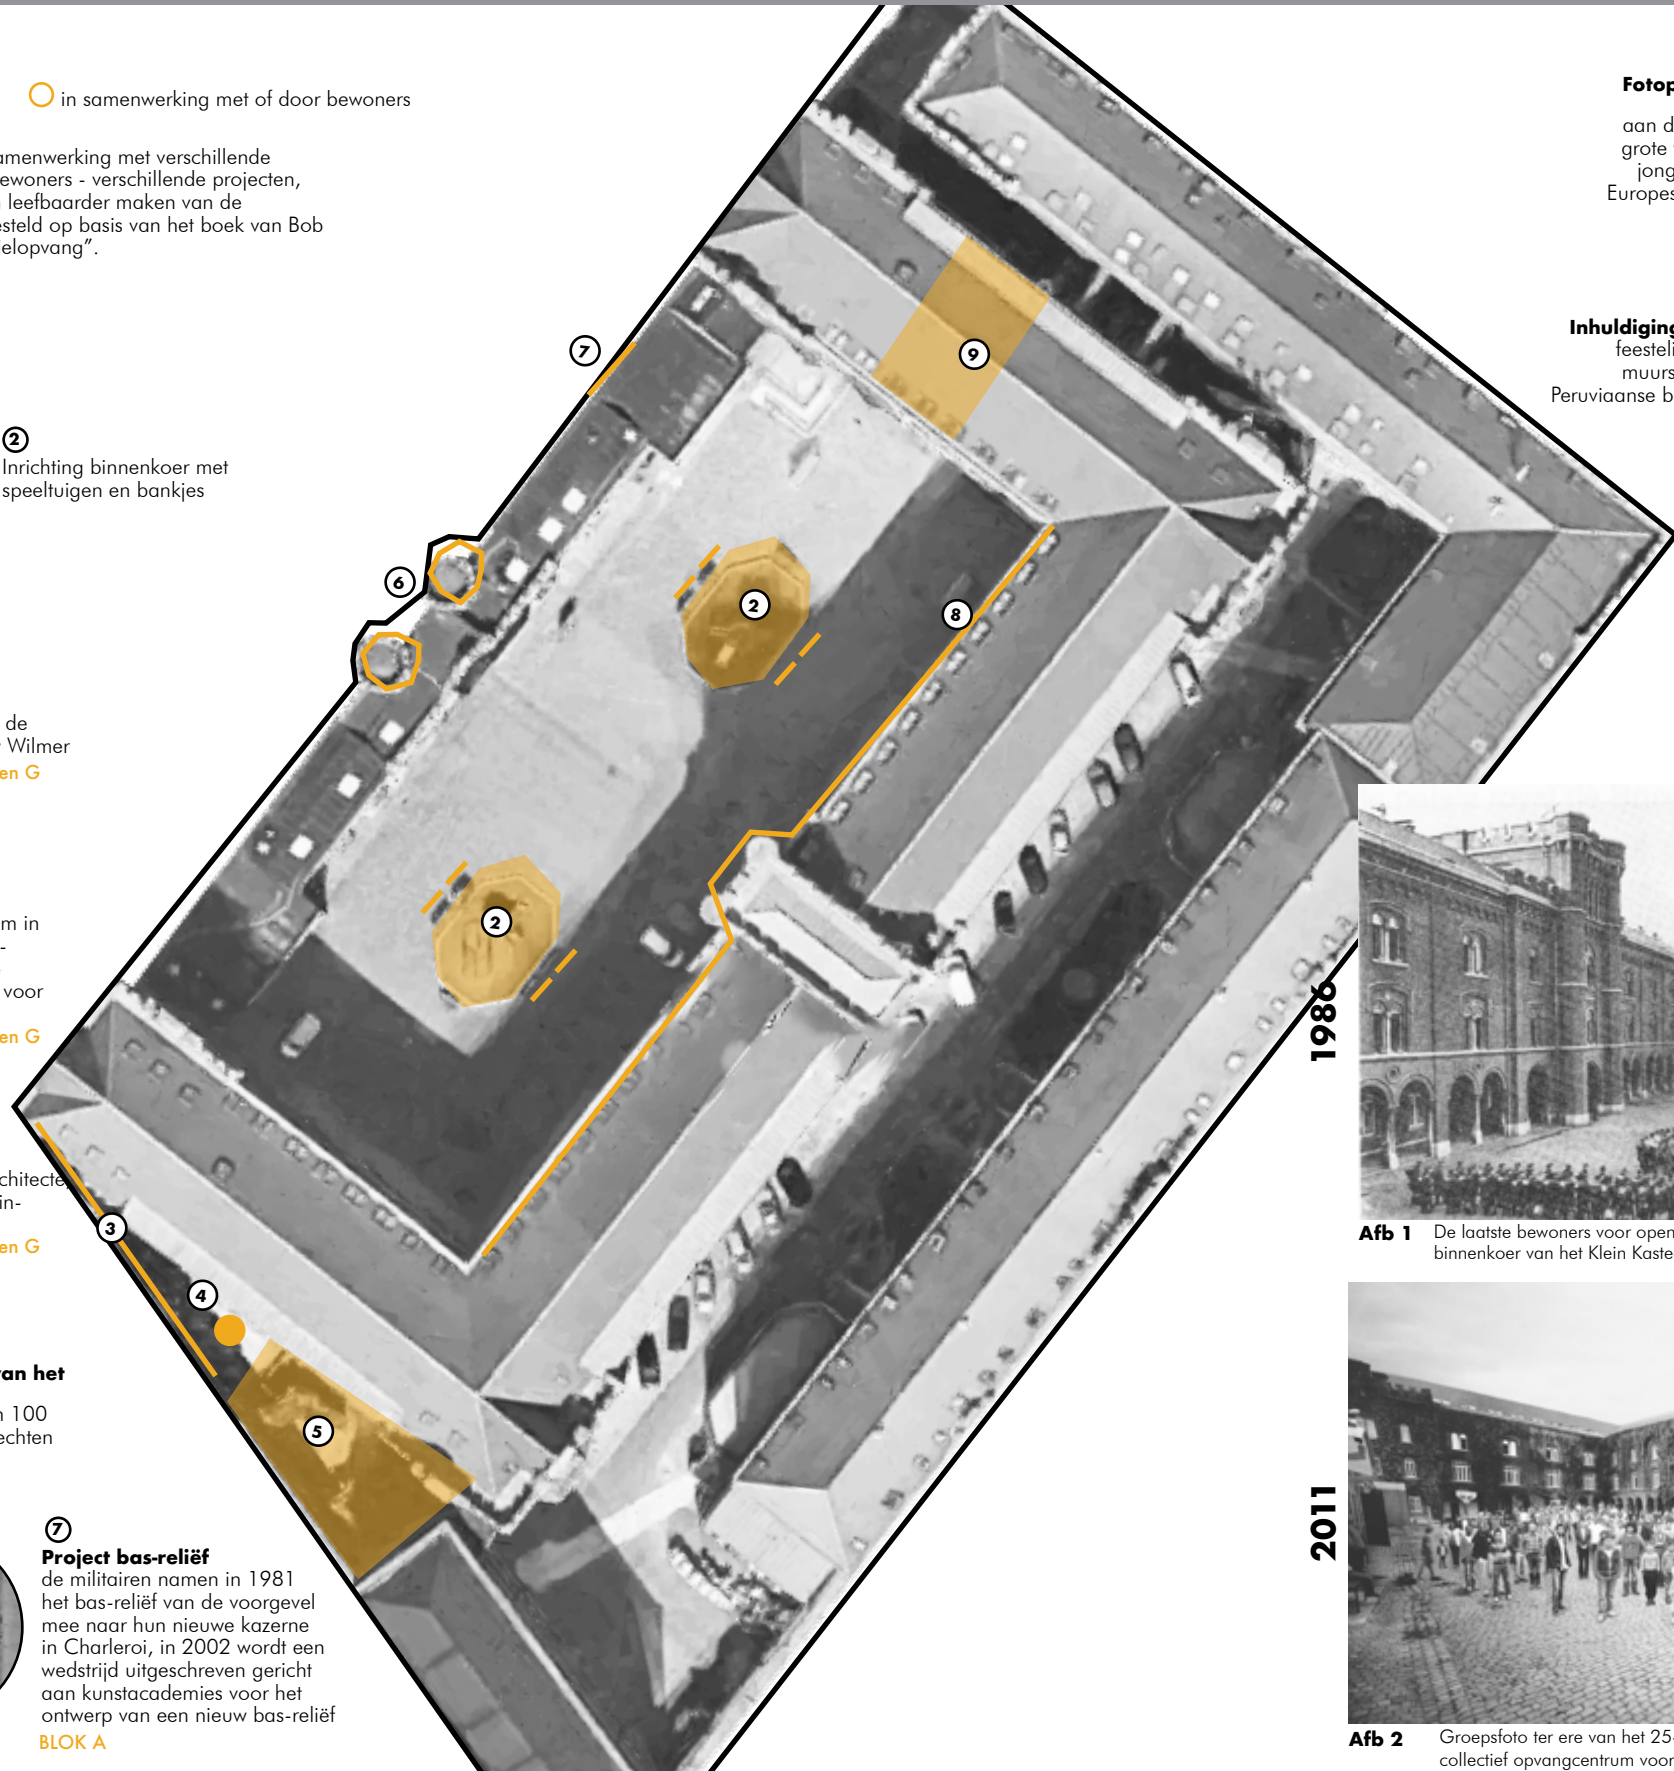 in samenwerking met of door bewoners
amenwerking met verschillende
ewoners - verschillende projecten,
leefbaarder maken van de
esteld op basis van het boek van Bob
elopvang”.
2
Inrichting binnenkoer met
speeltuigen en bankjes
de
Wilmer
en G
m in
-
voor
en G
chitecte,
in-
en G
van het
100
echten
7
Project bas-reliëf
de militairen namen in 1981
het bas-reliëf van de voorgevel
mee naar hun nieuwe kazerne
in Charleroi, in 2002 wordt een
wedstrijd uitgeschreven gericht
aan kunstacademies voor het
ontwerp van een nieuw bas-reliëf
BLOK A
7
9
6
2
8
2
3
4
5
Fotop
aan d
grote
jong
Europes
Inhuldiging
feesteli
muurs
Peruviaanse b
1986
Afb 1 De laatste bewoners voor open
binnenkoer van het Klein Kaste
2011
Afb 2 Groepsfoto ter ere van het 25-
collectief opvangcentrum voor